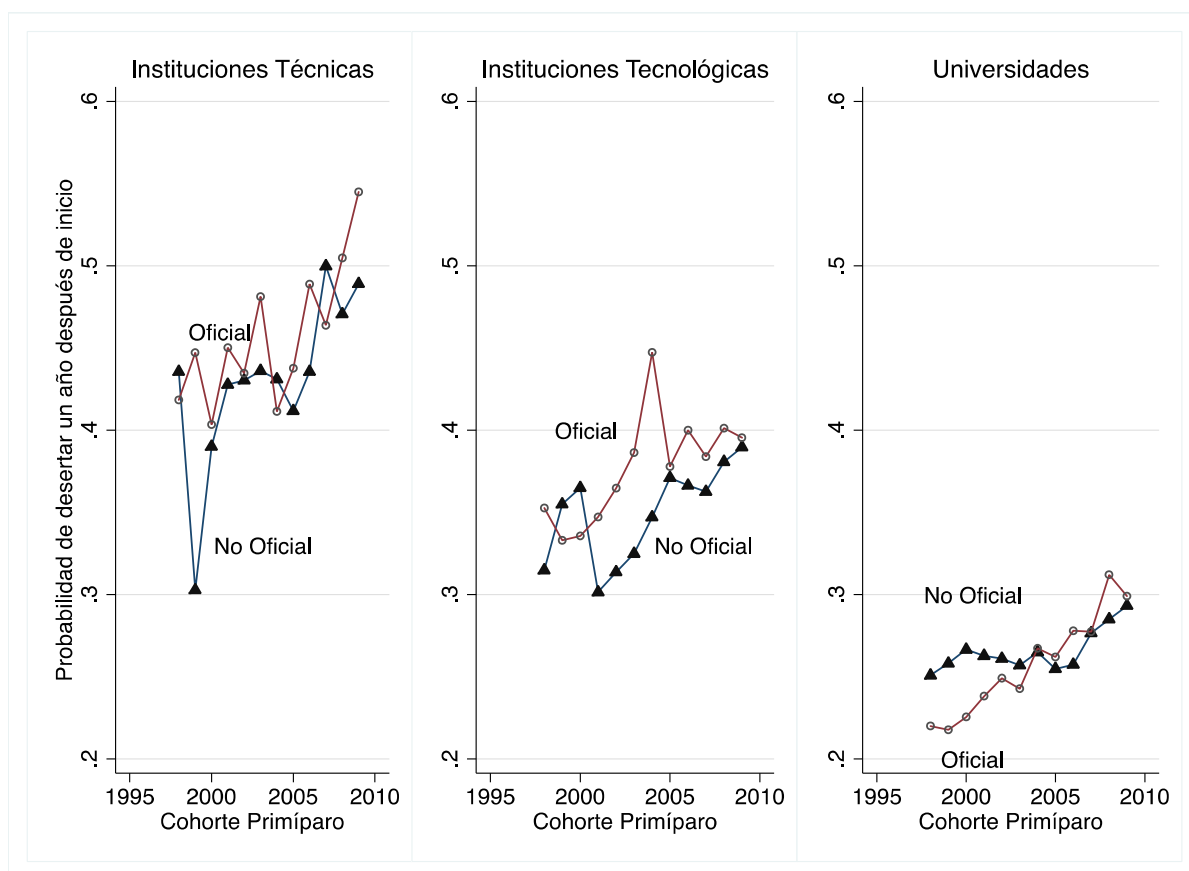 Instituciones Técnicas
Probabilidad de desertar un año después de inicio
.6
.5
.4
.3
.2
Oficial
No Oficial
1995 2000 2005 2010
Cohorte Primíparo
Instituciones Tecnológicas
.6
.5
.4
.3
.2
Oficial
No Oficial
1995 2000 2005 2010
Cohorte Primíparo
Universidades
.6
.5
.4
.3
.2
No Oficial
Oficial
1995 2000 2005 2010
Cohorte Primíparo